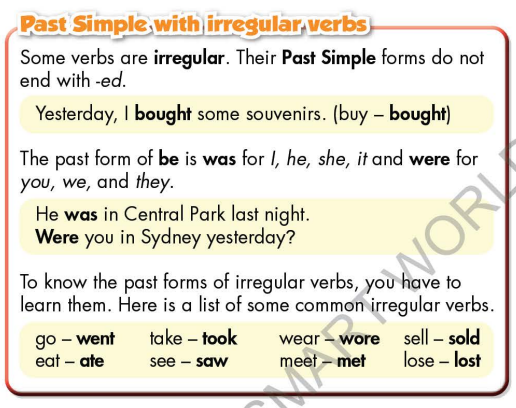 Past Simple with irregular verbs
Some verbs are irregular. Their Past Simple forms do not
end with -ed.
Yesterday, I bought some souvenirs. (buy – bought)
The past form of be is was for I, he, she, it and were for
you, we, and they.
He was in Central Park last night.
Were you in Sydney yesterday?
To know the past forms of irregular verbs, you have to
learn them. Here is a list of some common irregular verbs.
go – went take – took wear – wore sell – sold
eat – ate see – saw meet – met lose – lost
SMART WORLD